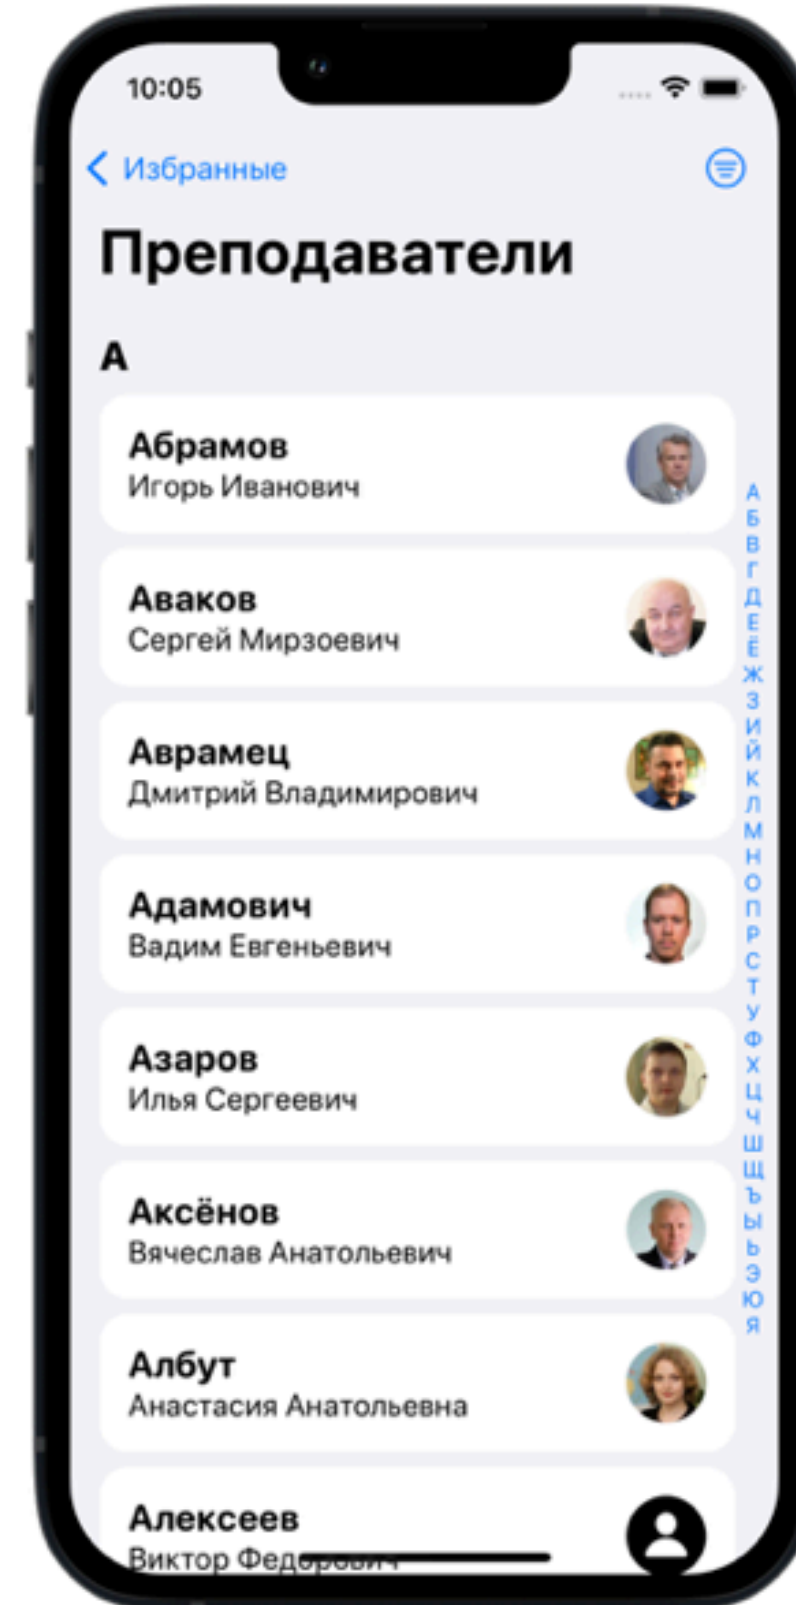 10:05
Избранные
Преподаватели
А
Абрамов
Игорь Иванович
Аваков
Сергей Мирзоевич
Аврамец
Дмитрий Владимирович
Адамович
Вадим Евгеньевич
Азаров
Илья Сергеевич
Аксёнов
Вячеслав Анатольевич
Албут
Анастасия Анатольевна
Алексеев
Виктор Федорович
А
Б
В
Г
Д
Е
Ё
Ж
З
И
Й
К
Л
М
Н
О
П
Р
С
Т
У
Ф
Х
Ц
Ч
Ш
Щ
Ъ
Ы
Ь
Э
Ю
Я